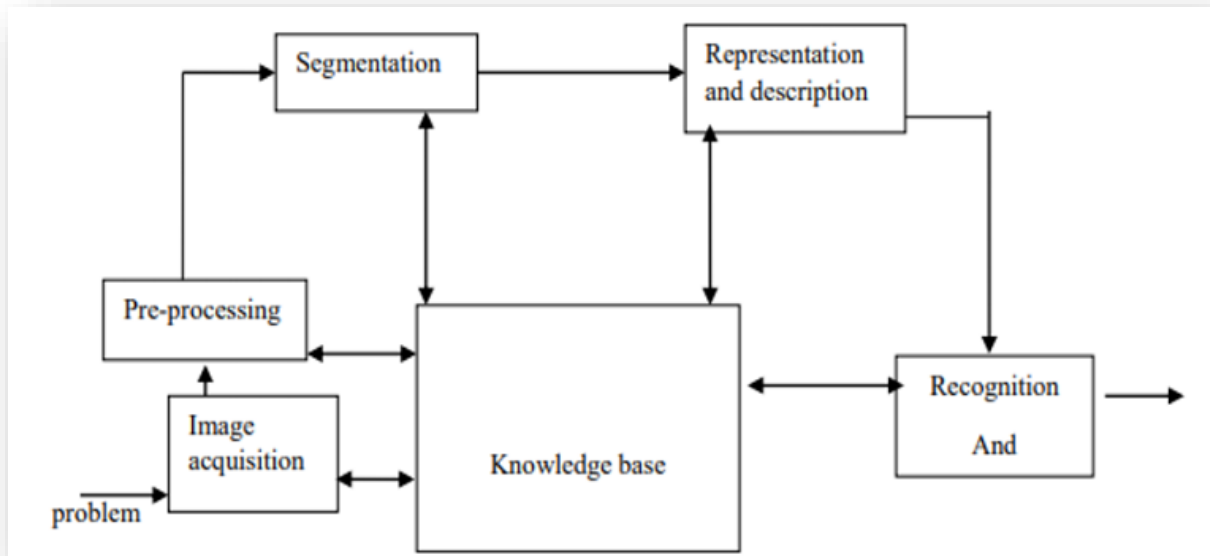 Segmentation
Representation
and description
Pre-processing
Image
acquisition
problem
Knowledge base
Recognition
And